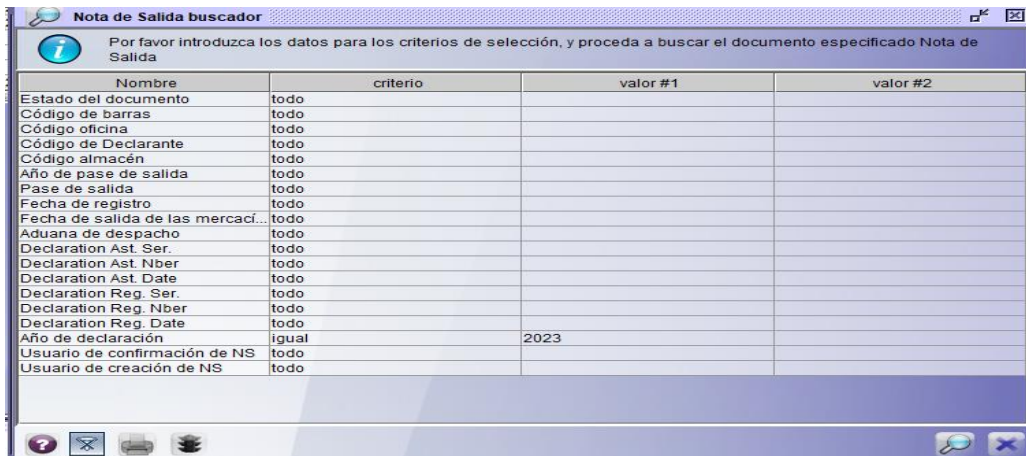 Nota de Salida buscador
Por favor introduzca los datos para los criterios de selección, y proceda a buscar el documento especificado Nota de
Salida
Nombre criterio valor #1 valor #2
Estado del documento todo
Código de barras todo
Código oficina todo
Código de Declarante todo
Código almacén todo
Año de pase de salida todo
Pase de salida todo
Fecha de registro todo
Fecha de salida de las mercací... todo
Aduana de despacho todo
Declaration Ast. Ser. todo
Declaration Ast. Nber todo
Declaration Ast. Date todo
Declaration Reg. Ser. todo
Declaration Reg. Nber todo
Declaration Reg. Date todo
Año de declaración igual 2023
Usuario de confirmación de NS todo
Usuario de creación de NS todo